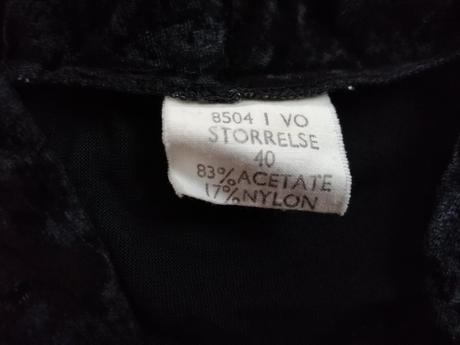 8504 I VO
STORRELSE
40
83% ACETATE
17% NYLON